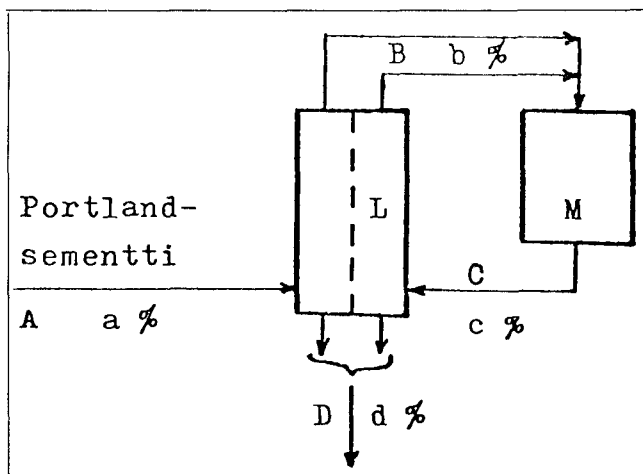 B b %
L
M
Portland-
sementti
C
A a %
c %
D d %